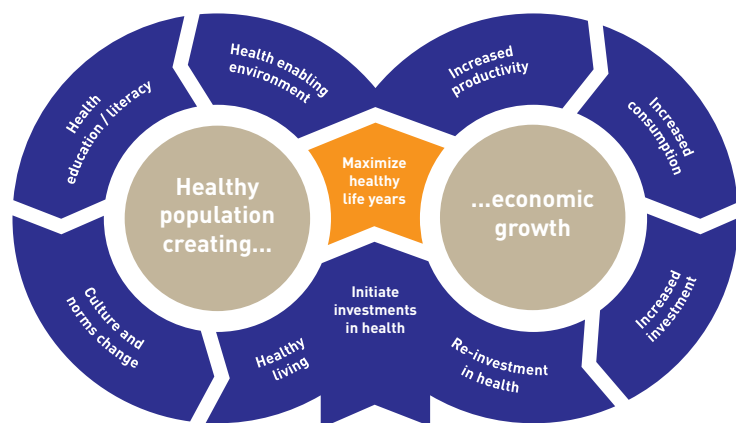 Health enabling
environment
Health
education / literacy
Culture and
norms change
Healthy
living
Healthy
population
creating...
Maximize
healthy
life years
Initiate
investments
in health
...economic
growth
Increased
productivity
Increased
consumption
Increased
investment
Re-investment
in health